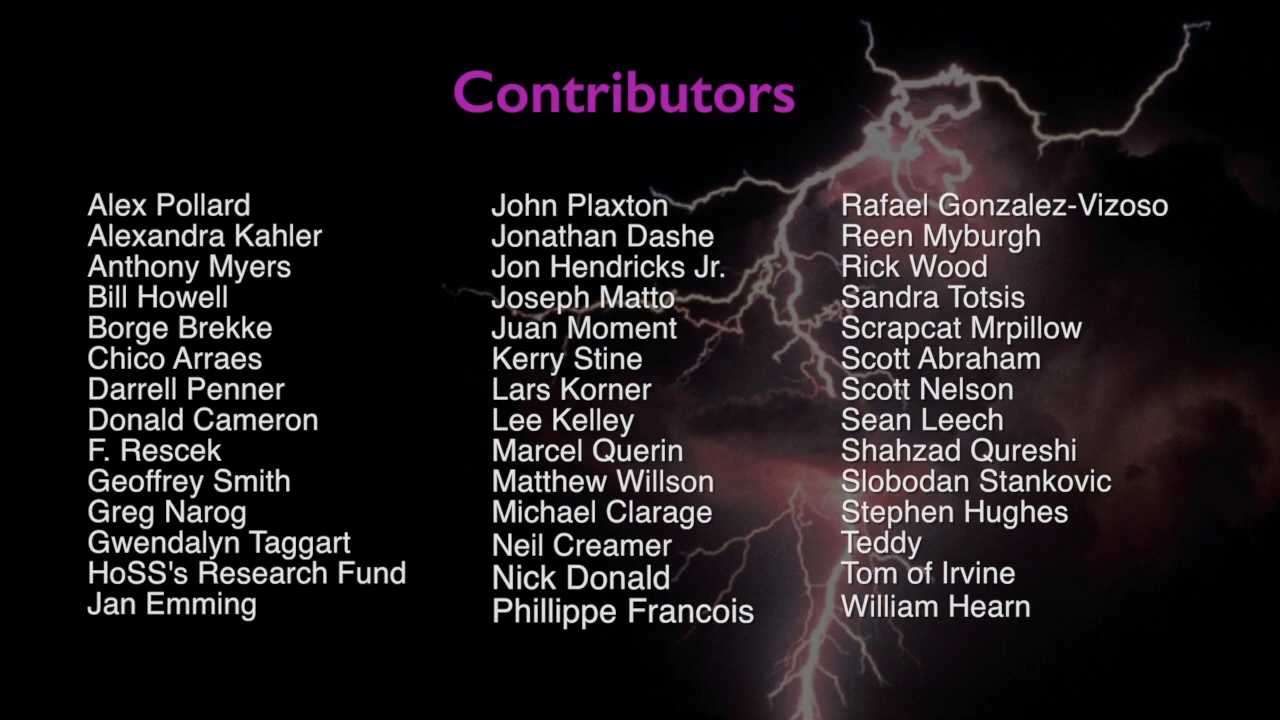 Contributors
Alex Pollard
Alexandra Kahler
Anthony Myers
Bill Howell
Borge Brekke
Chico Arraes
Darrell Penner
Donald Cameron
F. Rescek
Geoffrey Smith
Greg Narog
Gwendalyn Taggart
HoSS's Research Fund
Jan Emming
John Plaxton
Jonathan Dashe
Jon Hendricks Jr.
Joseph Matto
Juan Moment
Kerry Stine
Lars Korner
Lee Kelley
Marcel Querin
Matthew Willson
Michael Clarage
Neil Creamer
Nick Donald
Phillippe Francois
Rafael Gonzalez-Vizoso
Reen Myburgh
Rick Wood
Sandra Totsis
Scrapcat Mrpillow
Scott Abraham
Scott Nelson
Sean Leech
Shahzad Qureshi
Slobodan Stankovic
Stephen Hughes
Teddy
Tom of Irvine
William Hearn